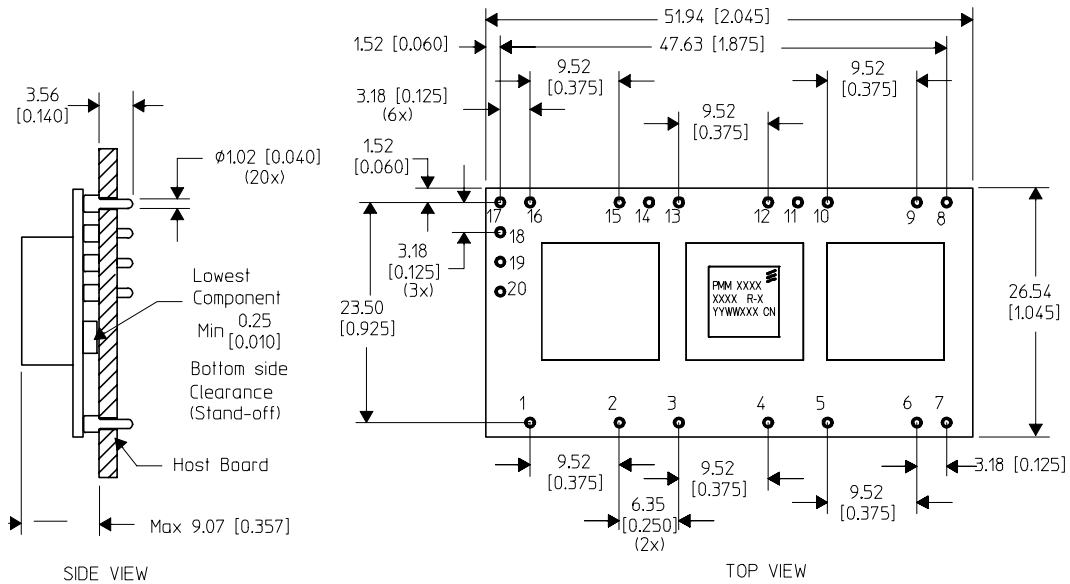 3.56
[0.140]
Ø1.02 [0.040]
(20x)
Lowest
Component
Min 0.25
[0.010]
Bottom side
Clearance
(Stand-off)
Host Board
Max 9.07 [0.357]
SIDE VIEW
51.94 [2.045]
1.52 [0.060]
47.63 [1.875]
9.52
[0.375]
9.52
[0.375]
3.18 [0.125]
(6x)
9.52
[0.375]
1.52
[0.060]
17 16 15 14 13 12 11 10 9 8
18
19
20
3.18
[0.125]
(3x)
23.50
[0.925]
PMM XXXX
XXXX R-X
YYWWXXX CN
26.54
[1.045]
1 2 3 4 5 6 7
9.52
[0.375]
9.52
[0.375]
3.18 [0.125]
6.35
[0.250]
(2x)
9.52
[0.375]
TOP VIEW